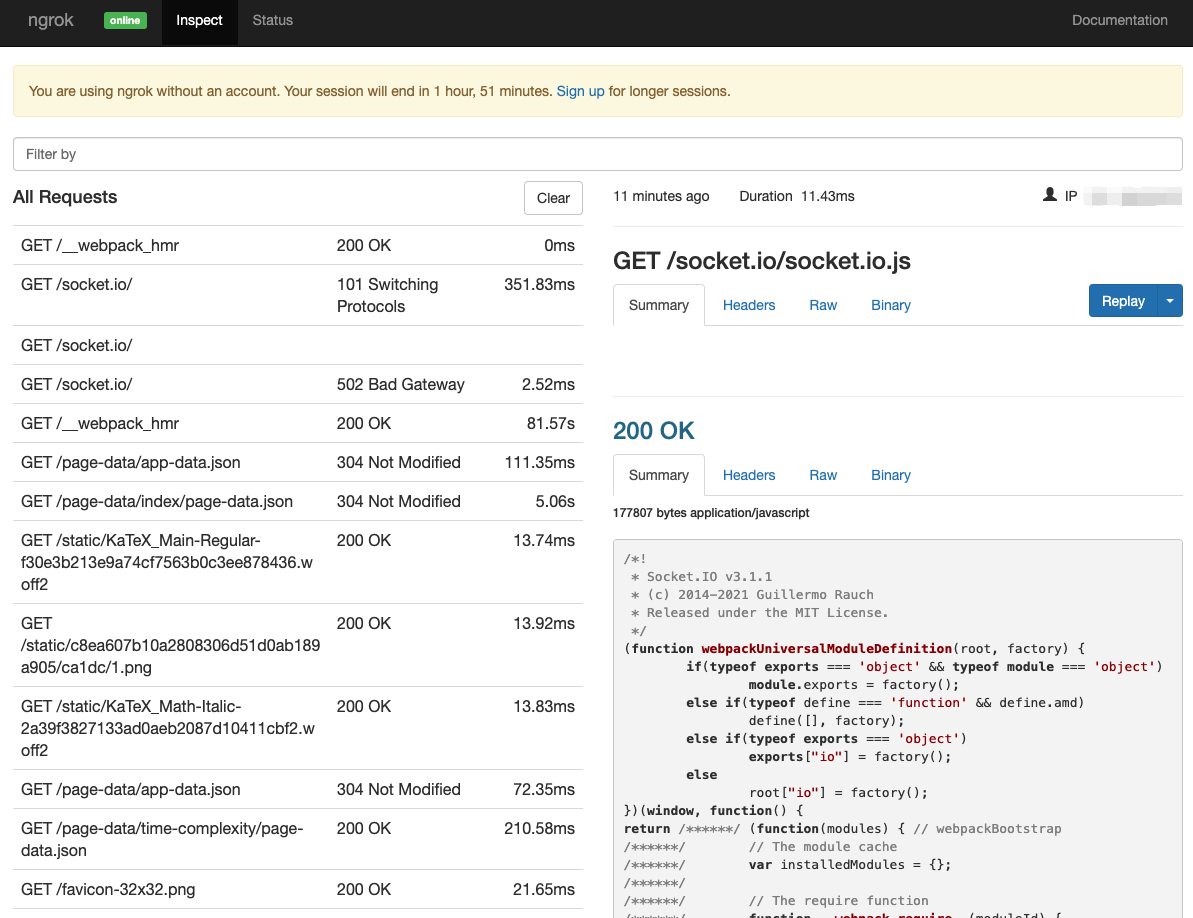 ngrok online Inspect Status Documentation
You are using ngrok without an account. Your session will end in 1 hour, 51 minutes. Sign up for longer sessions.
Filter by
All Requests Clear
GET /__webpack_hmr 200 OK 0ms
GET /socket.io/ 101 Switching Protocols 351.83ms
GET /socket.io/
GET /socket.io/ 502 Bad Gateway 2.52ms
GET /__webpack_hmr 200 OK 81.57s
GET /page-data/app-data.json 304 Not Modified 111.35ms
GET /page-data/index/page-data.json 304 Not Modified 5.06s
GET /static/KaTeX_Main-Regular- 200 OK 13.74ms
f30e3b213e9a74cf7563b0c3ee878436.w
off2
GET 200 OK 13.92ms
/static/c8ea607b10a2808306d51d0ab189
a905/ca1dc/1.png
GET /static/KaTeX_Math-Italic- 200 OK 13.83ms
2a39f3827133ad0aeb2087d10411cbf2.w
off2
GET /page-data/app-data.json 304 Not Modified 72.35ms
GET /page-data/time-complexity/page- 200 OK 210.58ms
data.json
GET /favicon-32x32.png 200 OK 21.65ms
11 minutes ago Duration 11.43ms IP
GET /socket.io/socket.io.js
Summary Headers Raw Binary Replay
200 OK
Summary Headers Raw Binary
177807 bytes application/javascript
/*!
 * Socket.IO v3.1.1
 * (c) 2014-2021 Guillermo Rauch
 * Released under the MIT License.
 */
(function webpackUniversalModuleDefinition(root, factory) {
if(typeof exports === 'object' && typeof module === 'object')
module.exports = factory();
else if(typeof define === 'function' && define.amd)
define([], factory);
else if(typeof exports === 'object')
exports["io"] = factory();
else
root["io"] = factory();
})(window, function() {
return /******/ (function(modules) { // webpackBootstrap
/******/ // The module cache
/******/ var installedModules = {};
/******/
/******/ // The require function
/******/ function __webpack_require__(moduleId) {